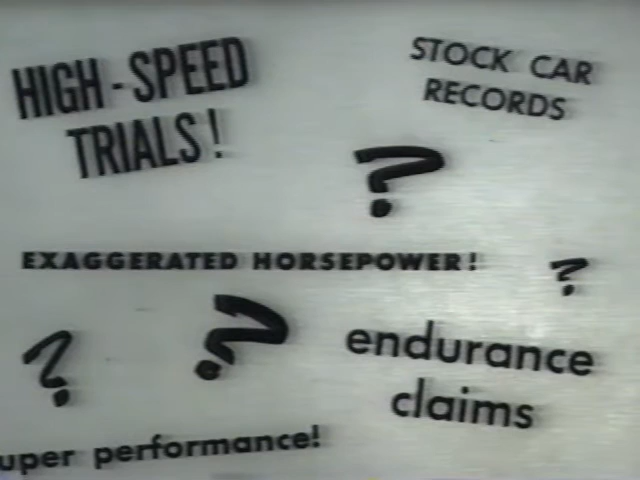 HIGH-SPEED
TRIALS!
STOCK CAR
RECORDS
?
EXAGGERATED HORSEPOWER!
?
?
?
endurance
claims
uper performance!